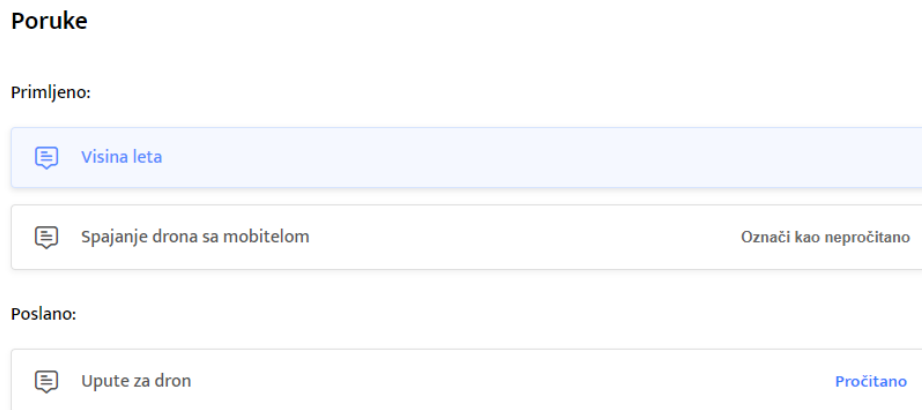 Poruke
Primljeno:
Visina leta
Spajanje drona sa mobitelom Označi kao nepročitano
Poslano:
Upute za dron Pročitano